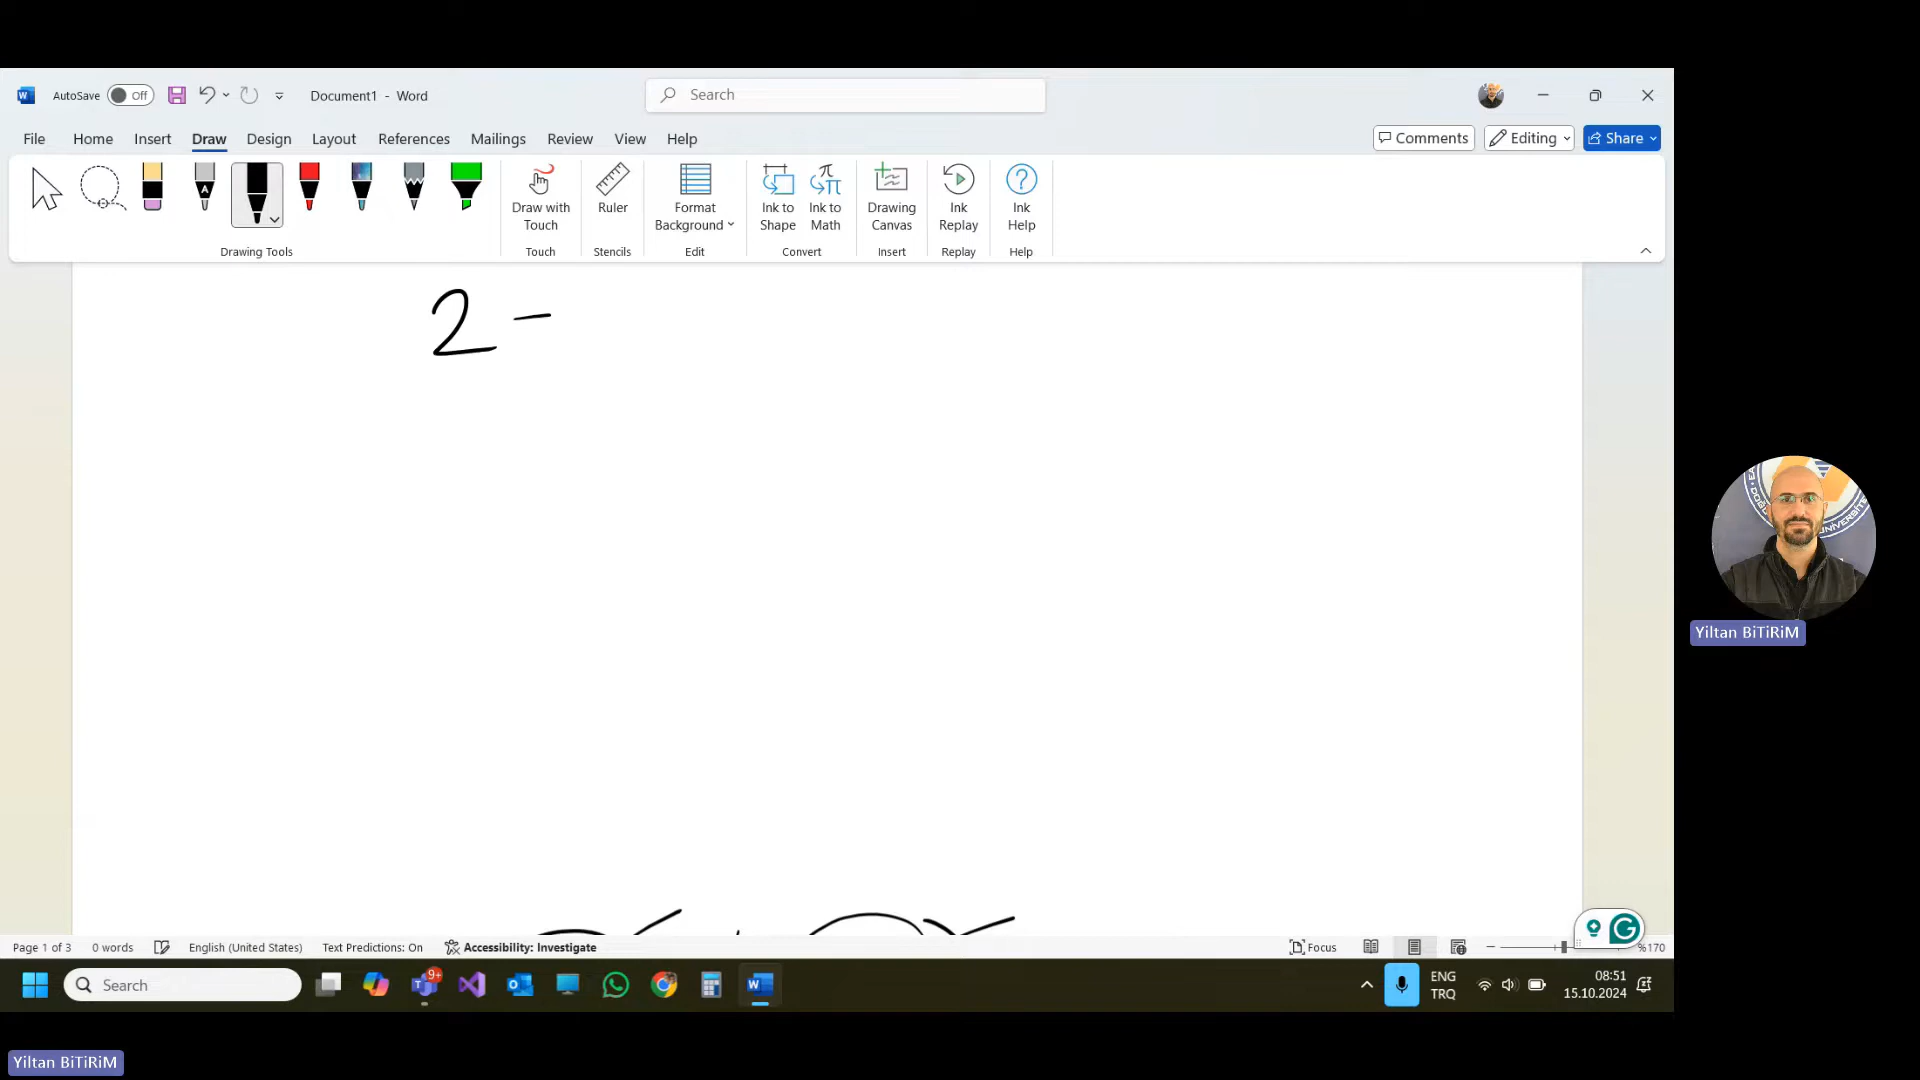 AutoSave Off Document1 - Word Search
File Home Insert Draw Design Layout References Mailings Review View Help Comments Editing Share
A
Draw with Touch Ruler Format Background Ink to Shape Ink to Math Drawing Canvas Ink Replay Ink Help
Drawing Tools Touch Stencils Edit Convert Insert Replay Help
2 -
Yiltan BiTiRiM
Page 1 of 3 0 words English (United States) Text Predictions: On Accessibility: Investigate Focus %170
Search 9+ ENG TRQ 08:51 15.10.2024
Yiltan BiTiRiM